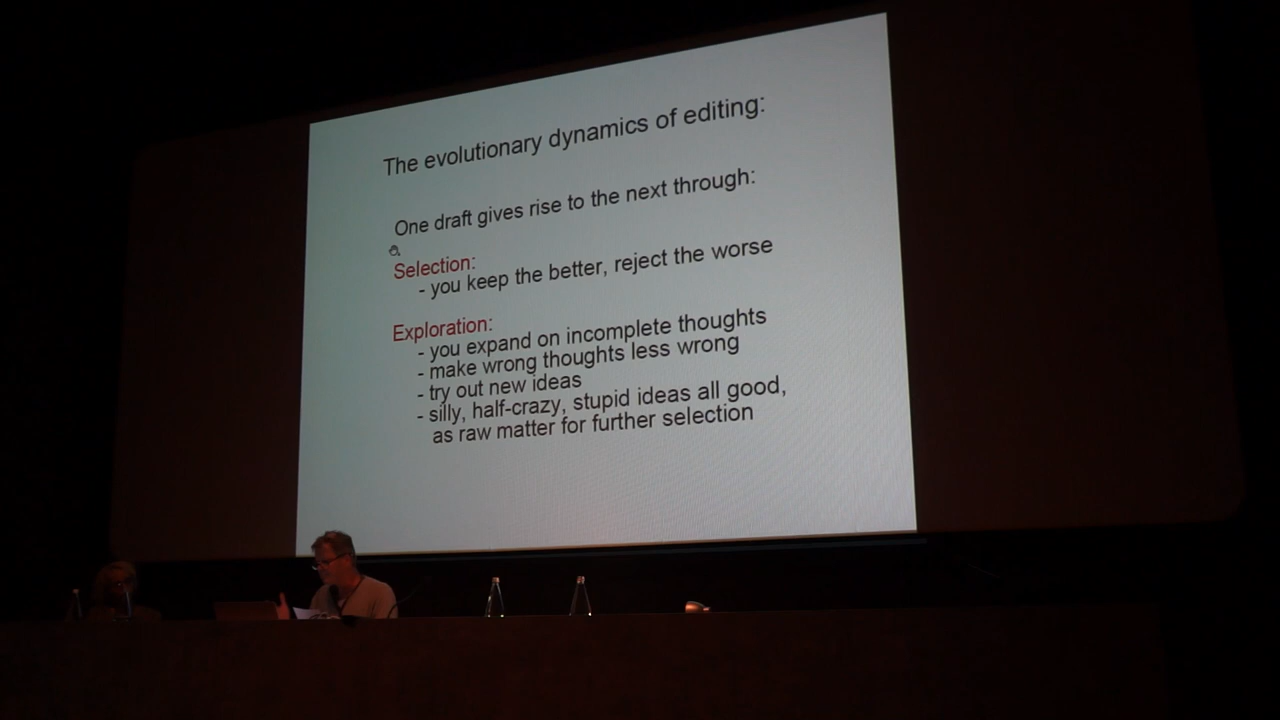 The evolutionary dynamics of editing:
One draft gives rise to the next through:
Selection:
- you keep the better, reject the worse
Exploration:
- you expand on incomplete thoughts
- make wrong thoughts less wrong
- try out new ideas
- silly, half-crazy, stupid ideas all good,
as raw matter for further selection